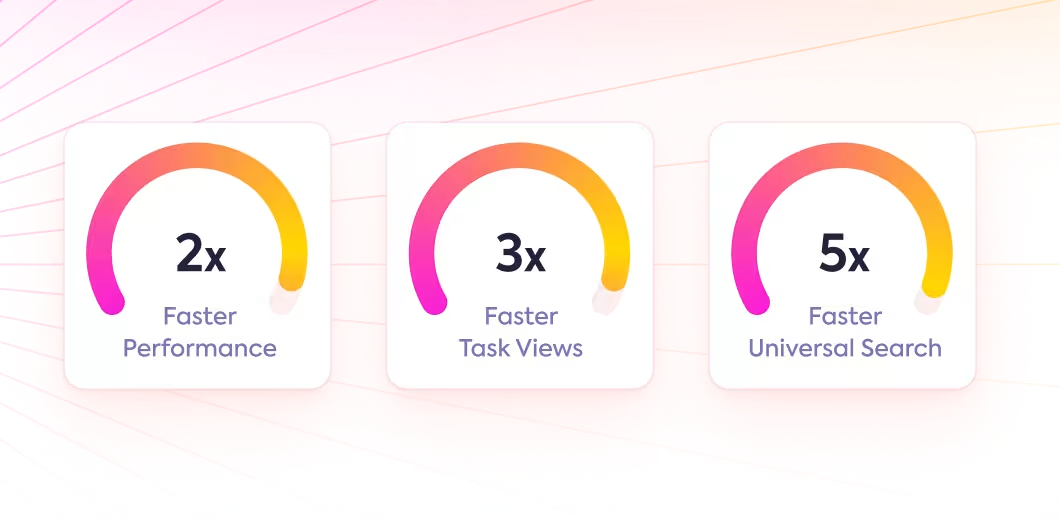 2x
Faster
Performance
3x
Faster
Task Views
5x
Faster
Universal Search